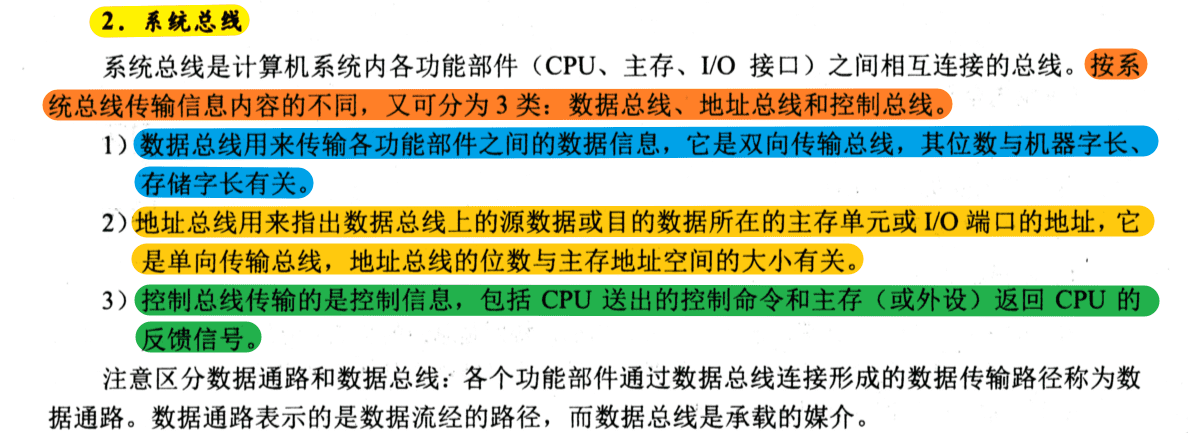 2．系统总线
系统总线是计算机系统内各功能部件（CPU、主存、I/O 接口）之间相互连接的总线。按系
统总线传输信息内容的不同，又可分为 3 类：数据总线、地址总线和控制总线。
1）数据总线用来传输各功能部件之间的数据信息，它是双向传输总线，其位数与机器字长、
存储字长有关。
2）地址总线用来指出数据总线上的源数据或目的数据所在的主存单元或 I/O 端口的地址，它
是单向传输总线，地址总线的位数与主存地址空间的大小有关。
3）控制总线传输的是控制信息，包括 CPU 送出的控制命令和主存（或外设）返回 CPU 的
反馈信号。
注意区分数据通路和数据总线：各个功能部件通过数据总线连接形成的数据传输路径称为数
据通路。数据通路表示的是数据流经的路径，而数据总线是承载的媒介。